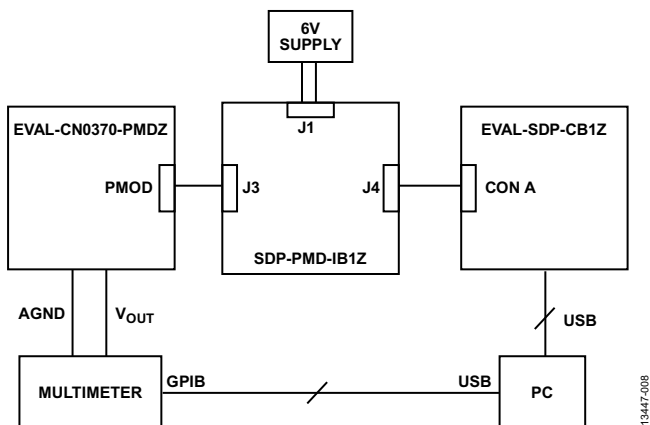 6V
SUPPLY
J1
EVAL-CN0370-PMDZ
EVAL-SDP-CB1Z
PMOD
J3
J4
CON A
SDP-PMD-IB1Z
AGND
VOUT
USB
MULTIMETER
GPIB
USB
PC
13447-008